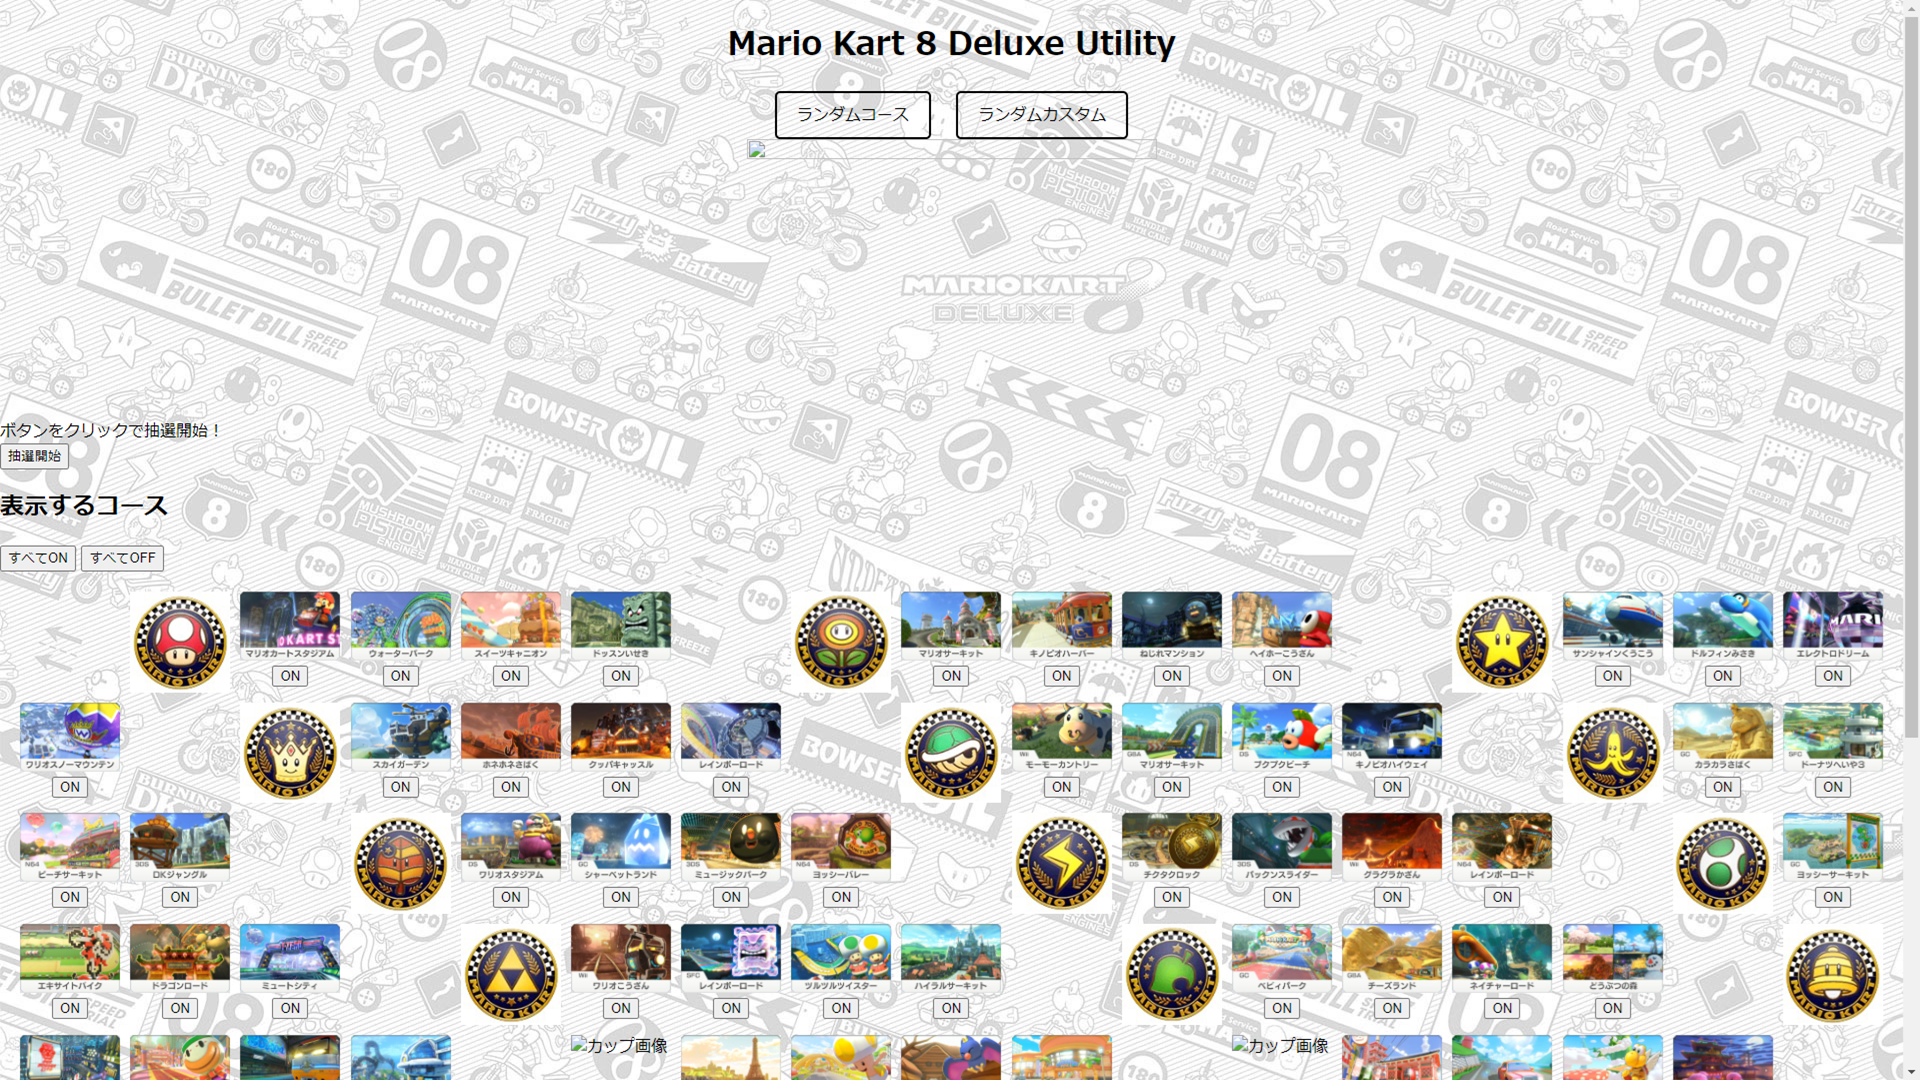 Mario Kart 8 Deluxe Utility
ランダムコース
ランダムカスタム
ボタンをクリックで抽選開始！
抽選開始
表示するコース
すべてON
すべてOFF
マリオカートスタジアム
ウォーターパーク
スイーツキャニオン
ドッスンいせき
マリオサーキット
キノピオハーバー
ねじれマンション
ヘイホーこうざん
サンシャインくうこう
ドルフィンみさき
エレクトロドリーム
ON
ON
ON
ON
ON
ON
ON
ON
ON
ON
ON
ワリオスノーマウンテン
スカイガーデン
ホネホネさばく
クッパキャッスル
レインボーロード
Wii
モーモーカントリー
GBA
マリオサーキット
DS
プクプクビーチ
N64
キノピオハイウェイ
GC
カラカラさばく
SFC
ドーナツへいや3
ON
ON
ON
ON
ON
ON
ON
ON
ON
ON
ON
N64
ピーチサーキット
3DS
DKジャングル
DS
ワリオスタジアム
GC
シャーベットランド
3DS
ミュージックパーク
N64
ヨッシーバレー
DS
チクタクロック
3DS
パックンスライダー
Wii
グラグラかざん
N64
レインボーロード
GC
ヨッシーサーキット
ON
ON
ON
ON
ON
ON
ON
ON
ON
ON
ON
エキサイトバイク
ドラゴンロード
ミュートシティ
Wii
ワリオこうざん
SFC
レインボーロード
ツルツルツイスター
ハイラルサーキット
GC
ベビィパーク
GBA
チーズランド
ネイチャーロード
どうぶつの森
ON
ON
ON
ON
ON
ON
ON
ON
ON
ON
ON
カップ画像
カップ画像